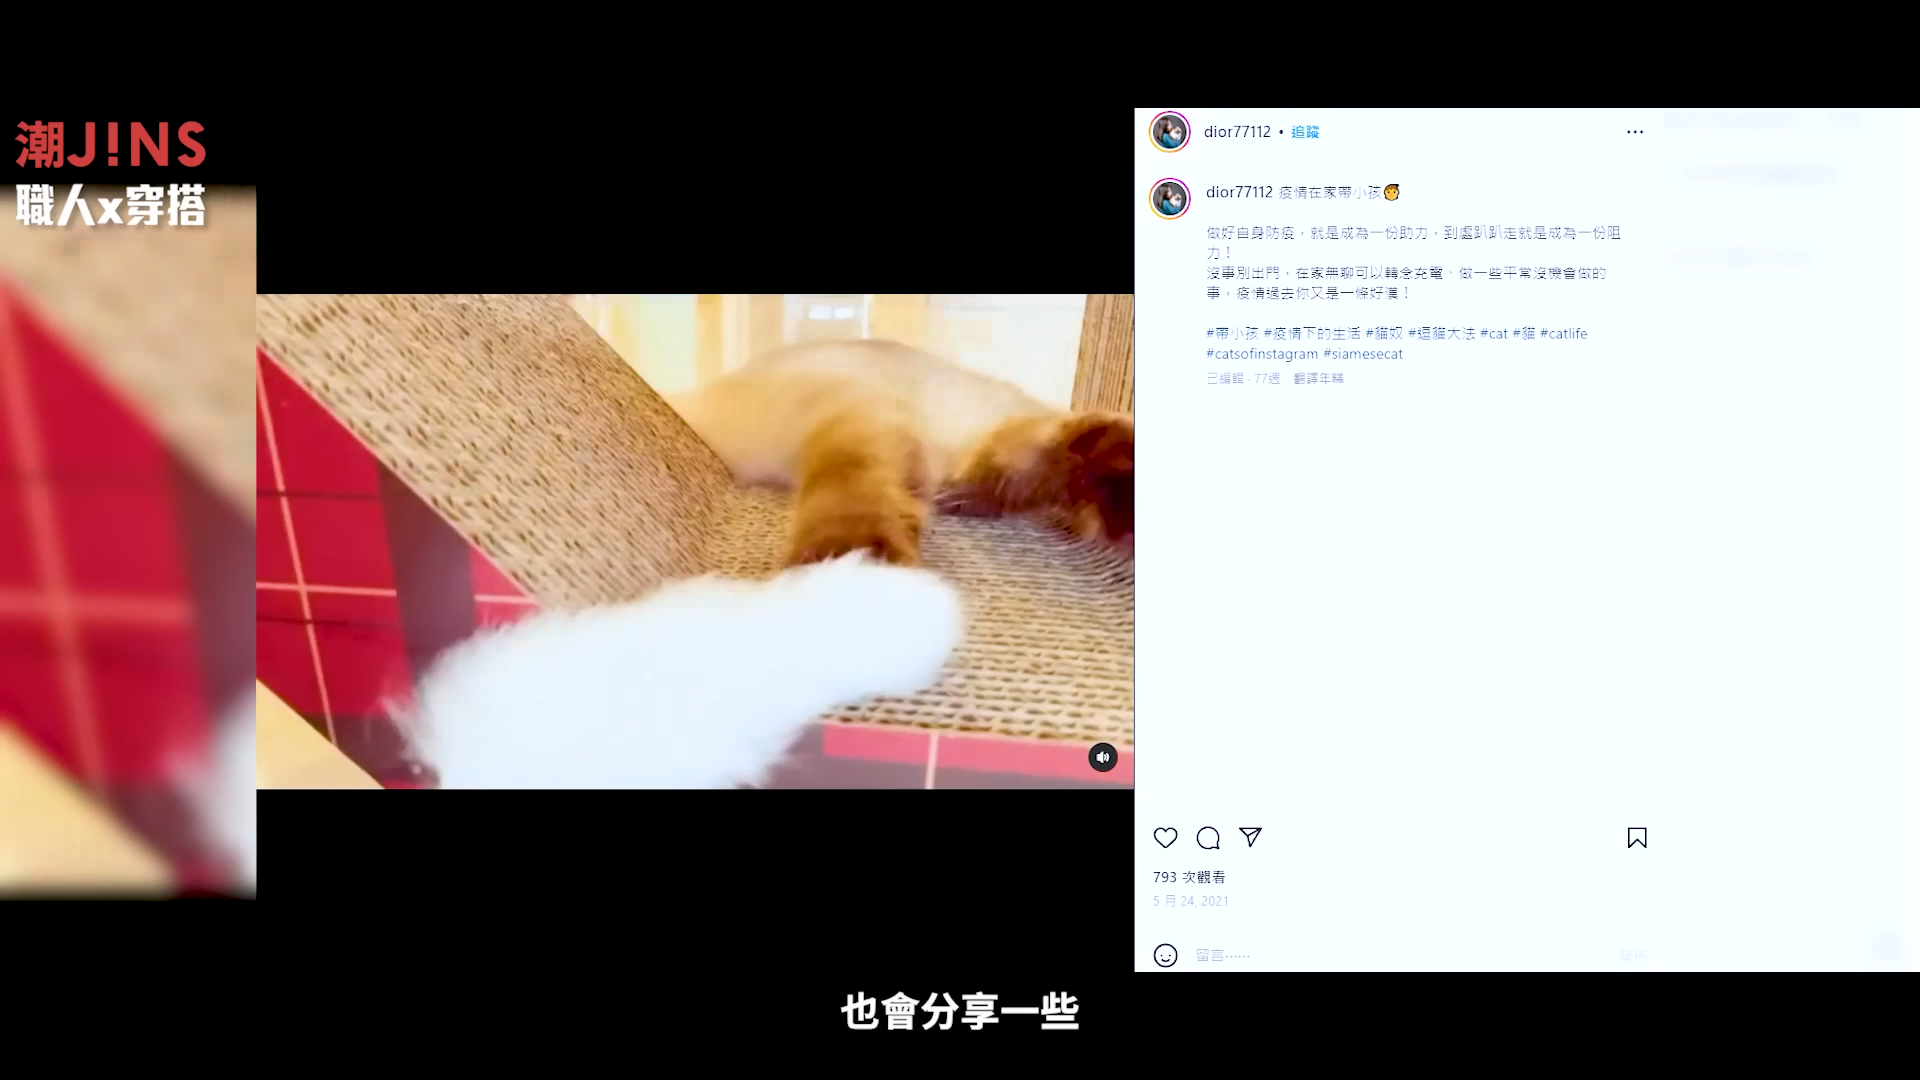 潮J!NS
職人x穿搭
dior77112 • 追蹤
dior77112 疫情在家帶小孩🧒
做好自身防疫，就是成為一份助力，到處趴趴走就是成為一份阻
力！
沒事別出門，在家無聊可以轉念充電、做一些平常沒機會做的
事，疫情過去你又是一條好漢！
#帶小孩 #疫情下的生活 #貓奴 #逗貓大法 #cat #貓 #catlife
#catsofinstagram #siamesecat
已編輯 · 77週 翻譯年糕
793 次觀看
5 月 24, 2021
留言......
發佈
也會分享一些